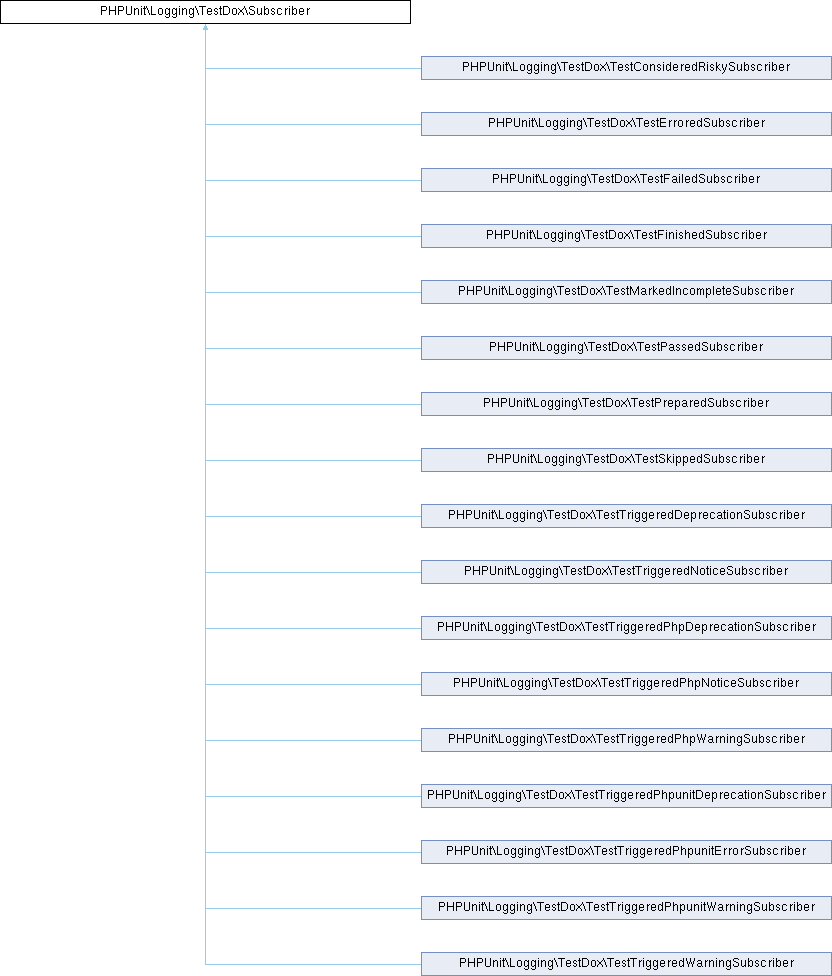 PHPUnit\Logging\TestDox\Subscriber
PHPUnit\Logging\TestDox\TestConsideredRiskySubscriber
PHPUnit\Logging\TestDox\TestErroredSubscriber
PHPUnit\Logging\TestDox\TestFailedSubscriber
PHPUnit\Logging\TestDox\TestFinishedSubscriber
PHPUnit\Logging\TestDox\TestMarkedIncompleteSubscriber
PHPUnit\Logging\TestDox\TestPassedSubscriber
PHPUnit\Logging\TestDox\TestPreparedSubscriber
PHPUnit\Logging\TestDox\TestSkippedSubscriber
PHPUnit\Logging\TestDox\TestTriggeredDeprecationSubscriber
PHPUnit\Logging\TestDox\TestTriggeredNoticeSubscriber
PHPUnit\Logging\TestDox\TestTriggeredPhpDeprecationSubscriber
PHPUnit\Logging\TestDox\TestTriggeredPhpNoticeSubscriber
PHPUnit\Logging\TestDox\TestTriggeredPhpWarningSubscriber
PHPUnit\Logging\TestDox\TestTriggeredPhpunitDeprecationSubscriber
PHPUnit\Logging\TestDox\TestTriggeredPhpunitErrorSubscriber
PHPUnit\Logging\TestDox\TestTriggeredPhpunitWarningSubscriber
PHPUnit\Logging\TestDox\TestTriggeredWarningSubscriber